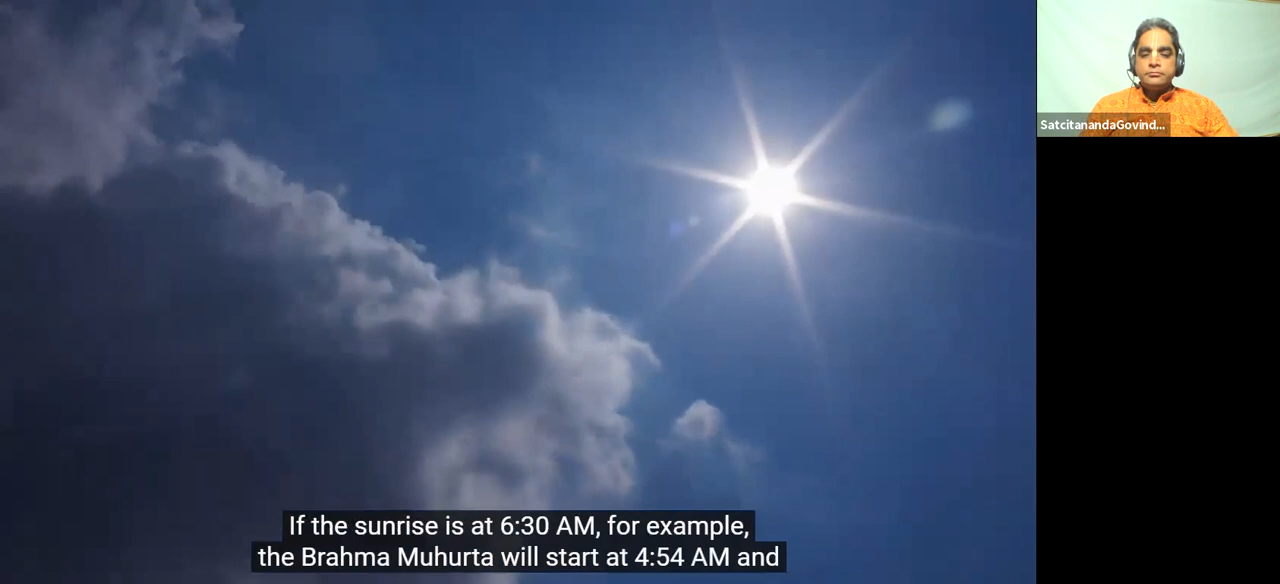 SatcitanandaGovind...
If the sunrise is at 6:30 AM, for example,
the Brahma Muhurta will start at 4:54 AM and